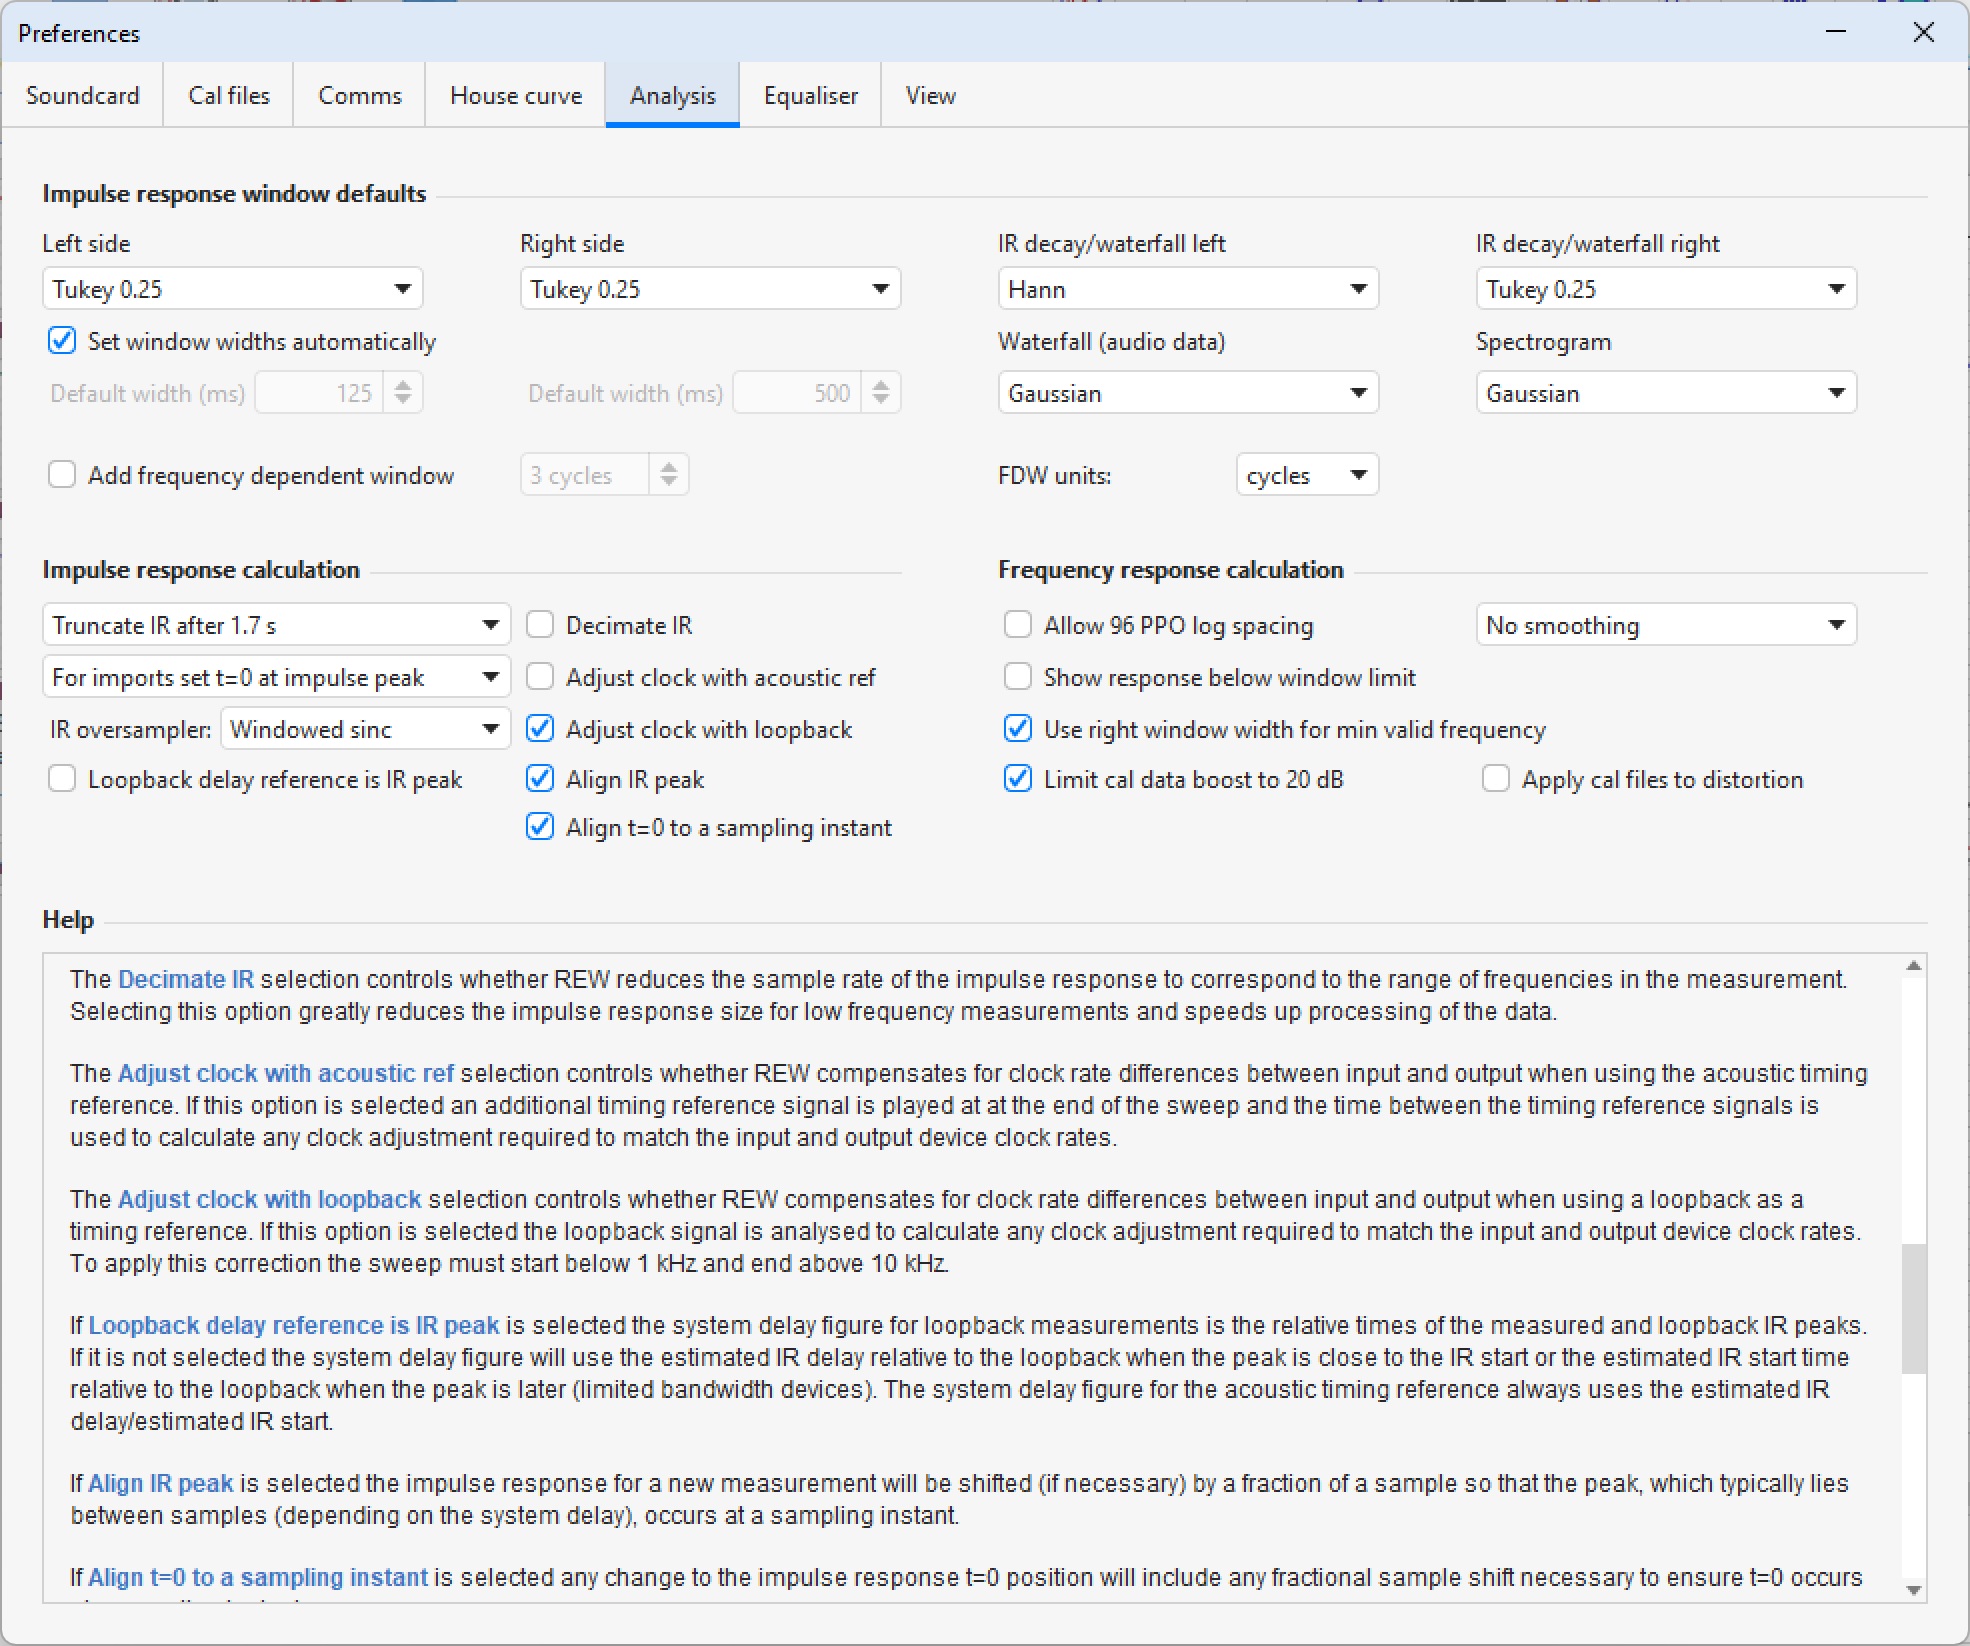 Preferences
Soundcard Cal files Comms House curve Analysis Equaliser View
Impulse response window defaults
Left side Right side IR decay/waterfall left IR decay/waterfall right
Tukey 0.25 Tukey 0.25 Hann Tukey 0.25
Set window widths automatically Waterfall (audio data) Spectrogram
Default width (ms) 125 Default width (ms) 500 Gaussian Gaussian
Add frequency dependent window 3 cycles FDW units: cycles
Impulse response calculation Frequency response calculation
Truncate IR after 1.7 s Decimate IR Allow 96 PPO log spacing No smoothing
For imports set t=0 at impulse peak Adjust clock with acoustic ref Show response below window limit
IR oversampler: Windowed sinc Adjust clock with loopback Use right window width for min valid frequency
Loopback delay reference is IR peak Align IR peak Limit cal data boost to 20 dB Apply cal files to distortion
Align t=0 to a sampling instant
Help
The Decimate IR selection controls whether REW reduces the sample rate of the impulse response to correspond to the range of frequencies in the measurement.
Selecting this option greatly reduces the impulse response size for low frequency measurements and speeds up processing of the data.
The Adjust clock with acoustic ref selection controls whether REW compensates for clock rate differences between input and output when using the acoustic timing
reference. If this option is selected an additional timing reference signal is played at at the end of the sweep and the time between the timing reference signals is
used to calculate any clock adjustment required to match the input and output device clock rates.
The Adjust clock with loopback selection controls whether REW compensates for clock rate differences between input and output when using a loopback as a
timing reference. If this option is selected the loopback signal is analysed to calculate any clock adjustment required to match the input and output device clock rates.
To apply this correction the sweep must start below 1 kHz and end above 10 kHz.
If Loopback delay reference is IR peak is selected the system delay figure for loopback measurements is the relative times of the measured and loopback IR peaks.
If it is not selected the system delay figure will use the estimated IR delay relative to the loopback when the peak is close to the IR start or the estimated IR start time
relative to the loopback when the peak is later (limited bandwidth devices). The system delay figure for the acoustic timing reference always uses the estimated IR
delay/estimated IR start.
If Align IR peak is selected the impulse response for a new measurement will be shifted (if necessary) by a fraction of a sample so that the peak, which typically lies
between samples (depending on the system delay), occurs at a sampling instant.
If Align t=0 to a sampling instant is selected any change to the impulse response t=0 position will include any fractional sample shift necessary to ensure t=0 occurs